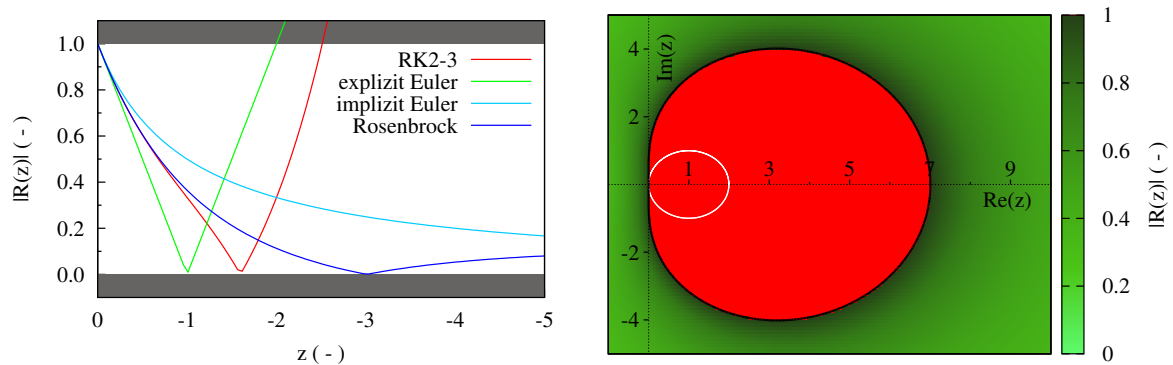 1.0
0.8
0.6
0.4
0.2
0.0
|R(z)| ( - )
RK2-3
explizit Euler
implizit Euler
Rosenbrock
0 -1 -2 -3 -4 -5
z ( - )
4
2
-2
-4
Im(z)
1 3 5 7 9
Re(z)
1
0.8
0.6
0.4
0.2
0
|R(z)| ( - )